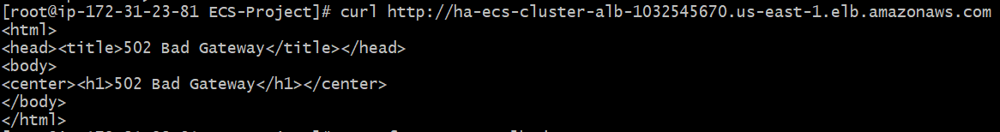 [root@ip-172-31-23-81 ECS-Project]# curl http://ha-ecs-cluster-alb-1032545670.us-east-1.elb.amazonaws.com
<html>
<head><title>502 Bad Gateway</title></head>
<body>
<center><h1>502 Bad Gateway</h1></center>
</body>
</html>